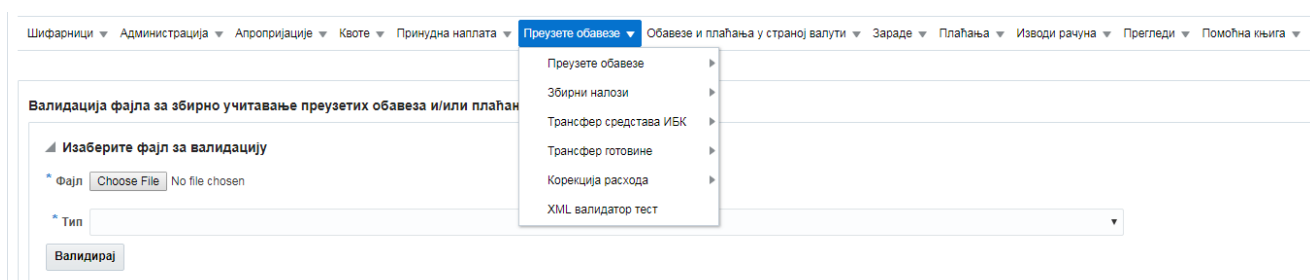 Шифарници Администрација Апропријације Квоте Принудна наплата Преузете обавезе Обавезе и плаћања у страној валути Зараде Плаћања Изводи рачуна Прегледи Помоћна књига
Преузете обавезе
Збирни налози
Трансфер средстава ИБК
Трансфер готовине
Корекција расхода
XML валидатор тест
Валидација фајла за збирно учитавање преузетих обавеза и/или плаћањ
Изаберите фајл за валидацију
* Фајл Choose File No file chosen
* Тип
Валидирај